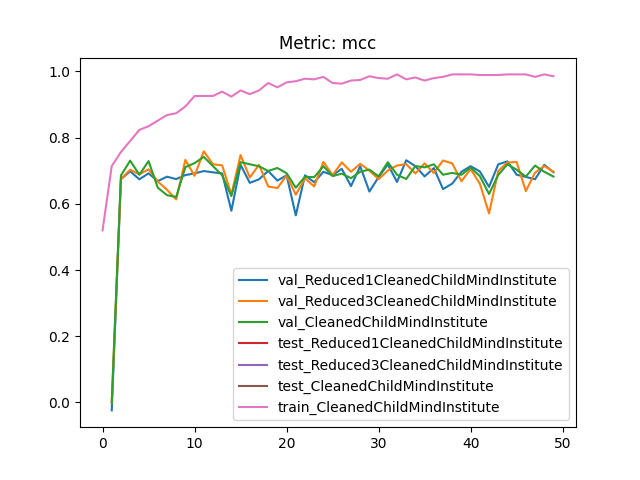 Metric: mcc
1.0
0.8
0.6
0.4
0.2
0.0
val_Reduced1CleanedChildMindInstitute
val_Reduced3CleanedChildMindInstitute
val_CleanedChildMindInstitute
test_Reduced1CleanedChildMindInstitute
test_Reduced3CleanedChildMindInstitute
test_CleanedChildMindInstitute
train_CleanedChildMindInstitute
0 10 20 30 40 50